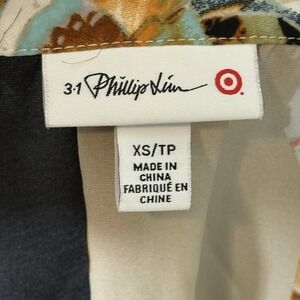 3·1 Phillip Lim
XS/TP
MADE IN
CHINA
FABRIQUÉ EN
CHINE